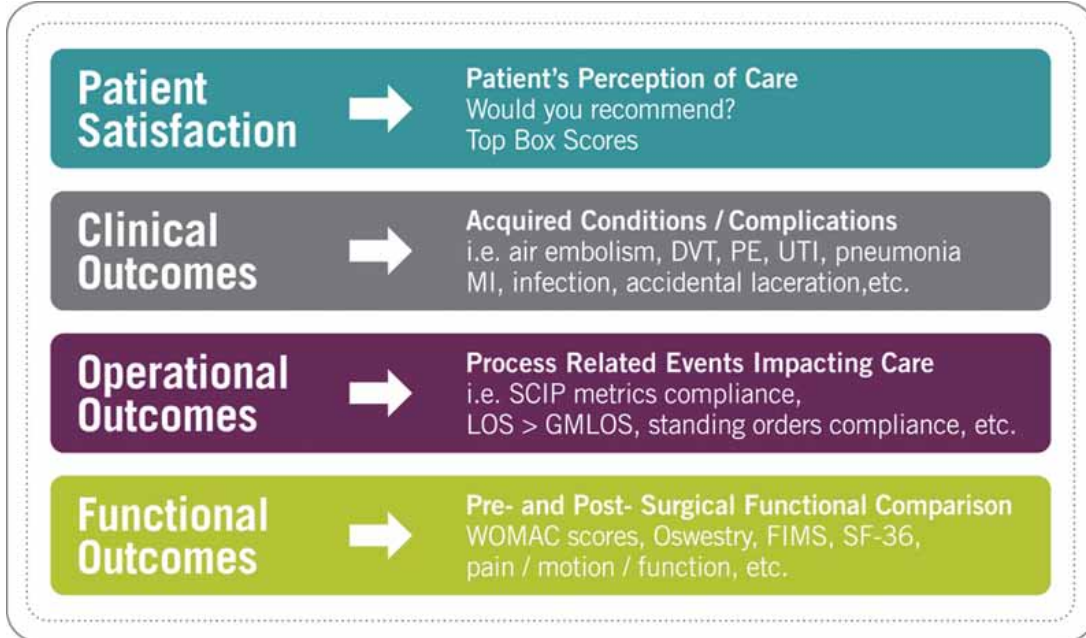 Patient
Satisfaction
Patient's Perception of Care
Would you recommend?
Top Box Scores
Clinical
Outcomes
Acquired Conditions / Complications
i.e. air embolism, DVT, PE, UTI, pneumonia
MI, infection, accidental laceration,etc.
Operational
Outcomes
Process Related Events Impacting Care
i.e. SCIP metrics compliance,
LOS > GMLOS, standing orders compliance, etc.
Functional
Outcomes
Pre- and Post- Surgical Functional Comparison
WOMAC scores, Oswestry, FIMS, SF-36,
pain / motion / function, etc.